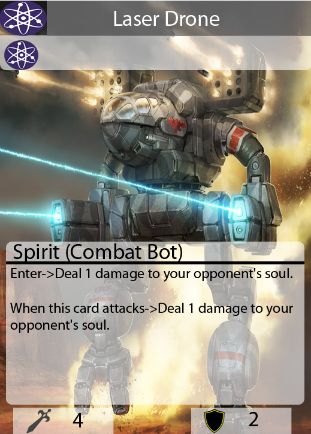 Laser Drone
Spirit (Combat Bot)
Enter->Deal 1 damage to your opponent's soul.
When this card attacks->Deal 1 damage to your
opponent's soul.
4
2